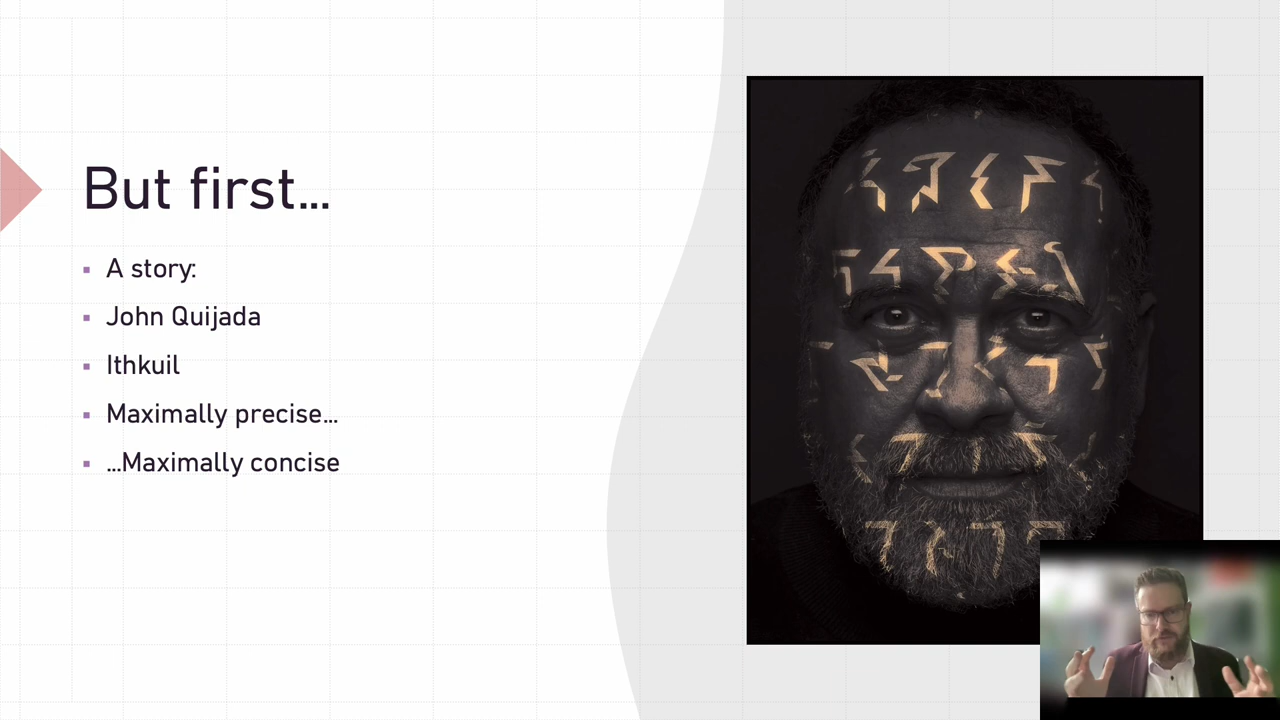 But first...
A story:
John Quijada
Ithkuil
Maximally precise...
...Maximally concise